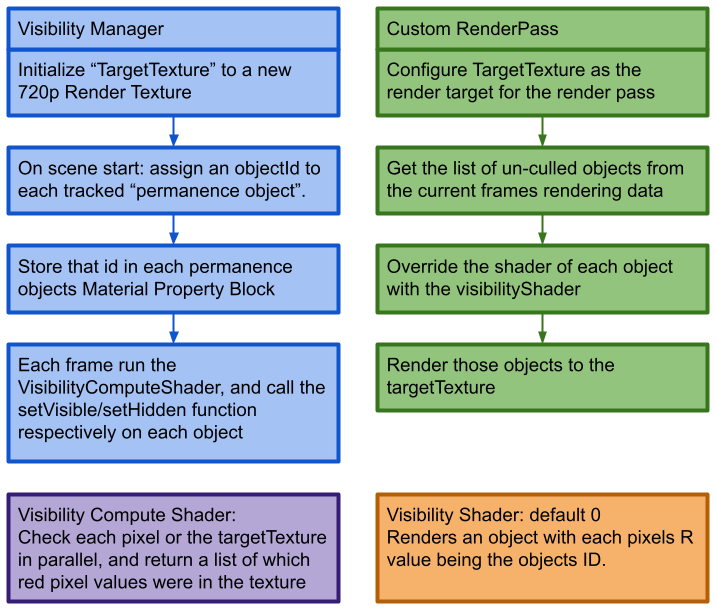 Visibility Manager
Initialize “TargetTexture” to a new
720p Render Texture
On scene start: assign an objectId to
each tracked “permanence object”.
Store that id in each permanence
objects Material Property Block
Each frame run the
VisibilityComputeShader, and call the
setVisible/setHidden function
respectively on each object
Custom RenderPass
Configure TargetTexture as the
render target for the render pass
Get the list of un-culled objects from
the current frames rendering data
Override the shader of each object
with the visibilityShader
Render those objects to the
targetTexture
Visibility Compute Shader:
Check each pixel or the targetTexture
in parallel, and return a list of which
red pixel values were in the texture
Visibility Shader: default 0
Renders an object with each pixels R
value being the objects ID.